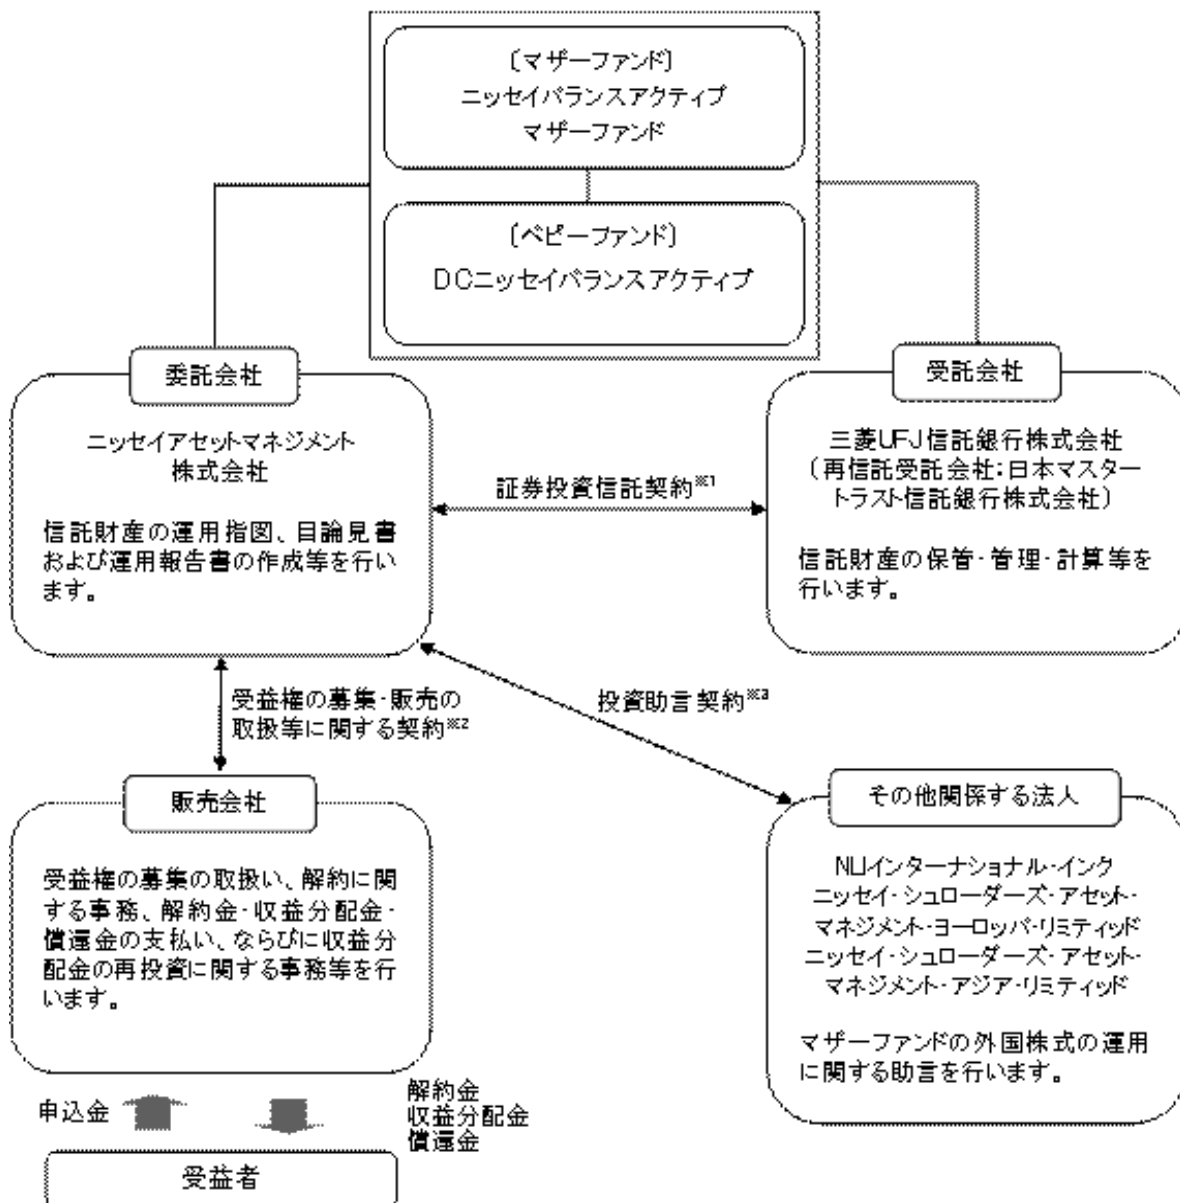 〔マザーファンド〕
ニッセイバランスアクティブ
マザーファンド
〔ベビーファンド〕
DCニッセイバランスアクティブ
委託会社
ニッセイアセットマネジメント
株式会社
信託財産の運用指図、目論見書
および運用報告書の作成等を行い
ます。
証券投資信託契約※1
受託会社
三菱UFJ信託銀行株式会社
(再信託受託会社:日本マスター
トラスト信託銀行株式会社)
信託財産の保管・管理・計算等を
行います。
受益権の募集・販売の
取扱等に関する契約※2
投資助言契約※3
販売会社
受益権の募集の取扱い、解約に関
する事務、解約金・収益分配金・
償還金の支払い、ならびに収益分
配金の再投資に関する事務等を行
います。
その他関係する法人
NLIインターナショナル・インク
ニッセイ・シュローダーズ・アセット・
マネジメント・ヨーロッパ・リミティッド
ニッセイ・シュローダーズ・アセット・
マネジメント・アジア・リミティッド
マザーファンドの外国株式の運用
に関する助言を行います。
申込金
解約金
収益分配金
償還金
受益者